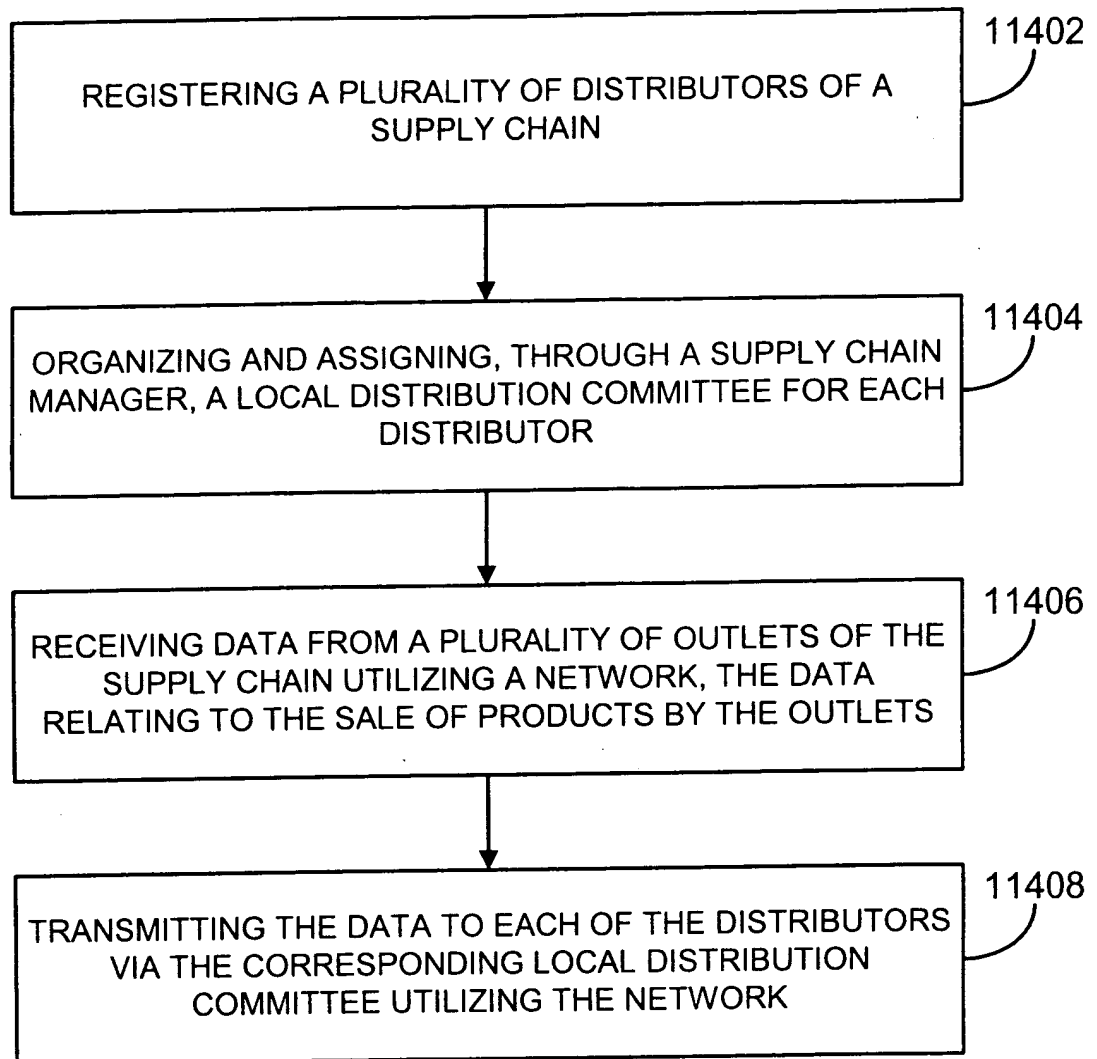 11402
REGISTERING A PLURALITY OF DISTRIBUTORS OF A
SUPPLY CHAIN
11404
ORGANIZING AND ASSIGNING, THROUGH A SUPPLY CHAIN
MANAGER, A LOCAL DISTRIBUTION COMMITTEE FOR EACH
DISTRIBUTOR
11406
RECEIVING DATA FROM A PLURALITY OF OUTLETS OF THE
SUPPLY CHAIN UTILIZING A NETWORK, THE DATA
RELATING TO THE SALE OF PRODUCTS BY THE OUTLETS
11408
TRANSMITTING THE DATA TO EACH OF THE DISTRIBUTORS
VIA THE CORRESPONDING LOCAL DISTRIBUTION
COMMITTEE UTILIZING THE NETWORK